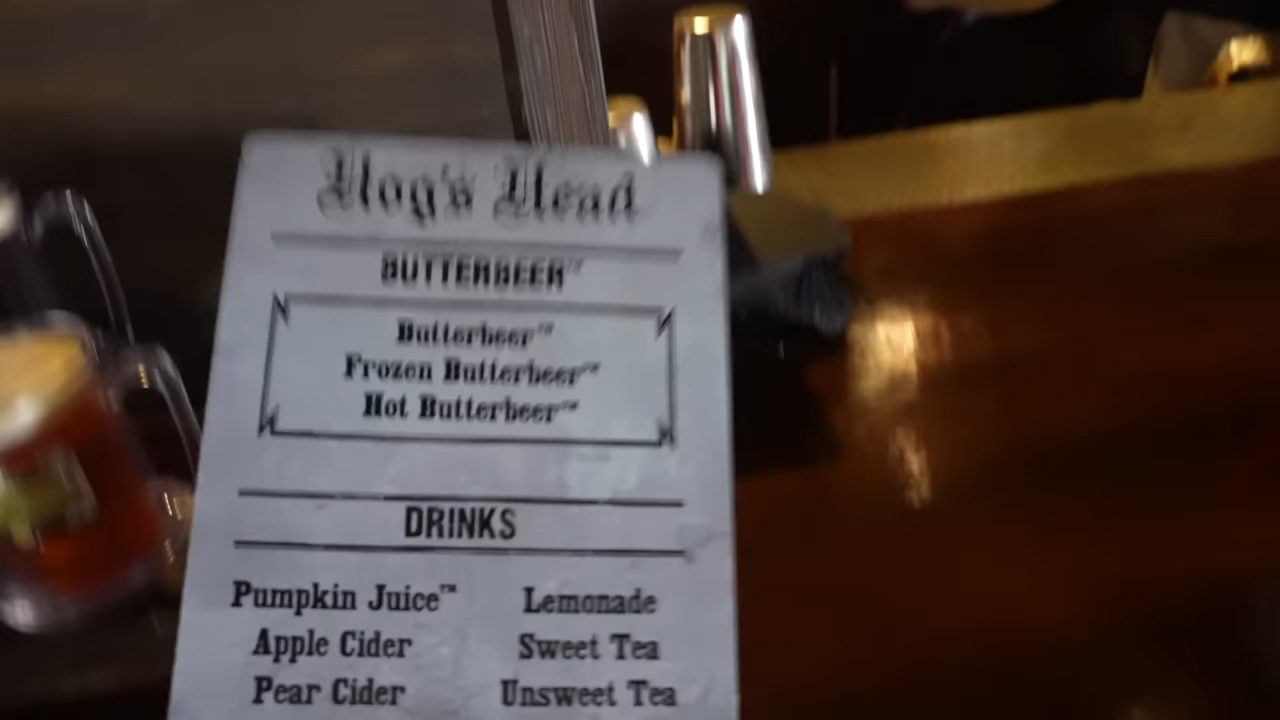 Hog's Head
BUTTERBEER™
Butterbeer™
Frozen Butterbeer™
Hot Butterbeer™
DRINKS
Pumpkin Juice™ Lemonade
Apple Cider Sweet Tea
Pear Cider Unsweet Tea